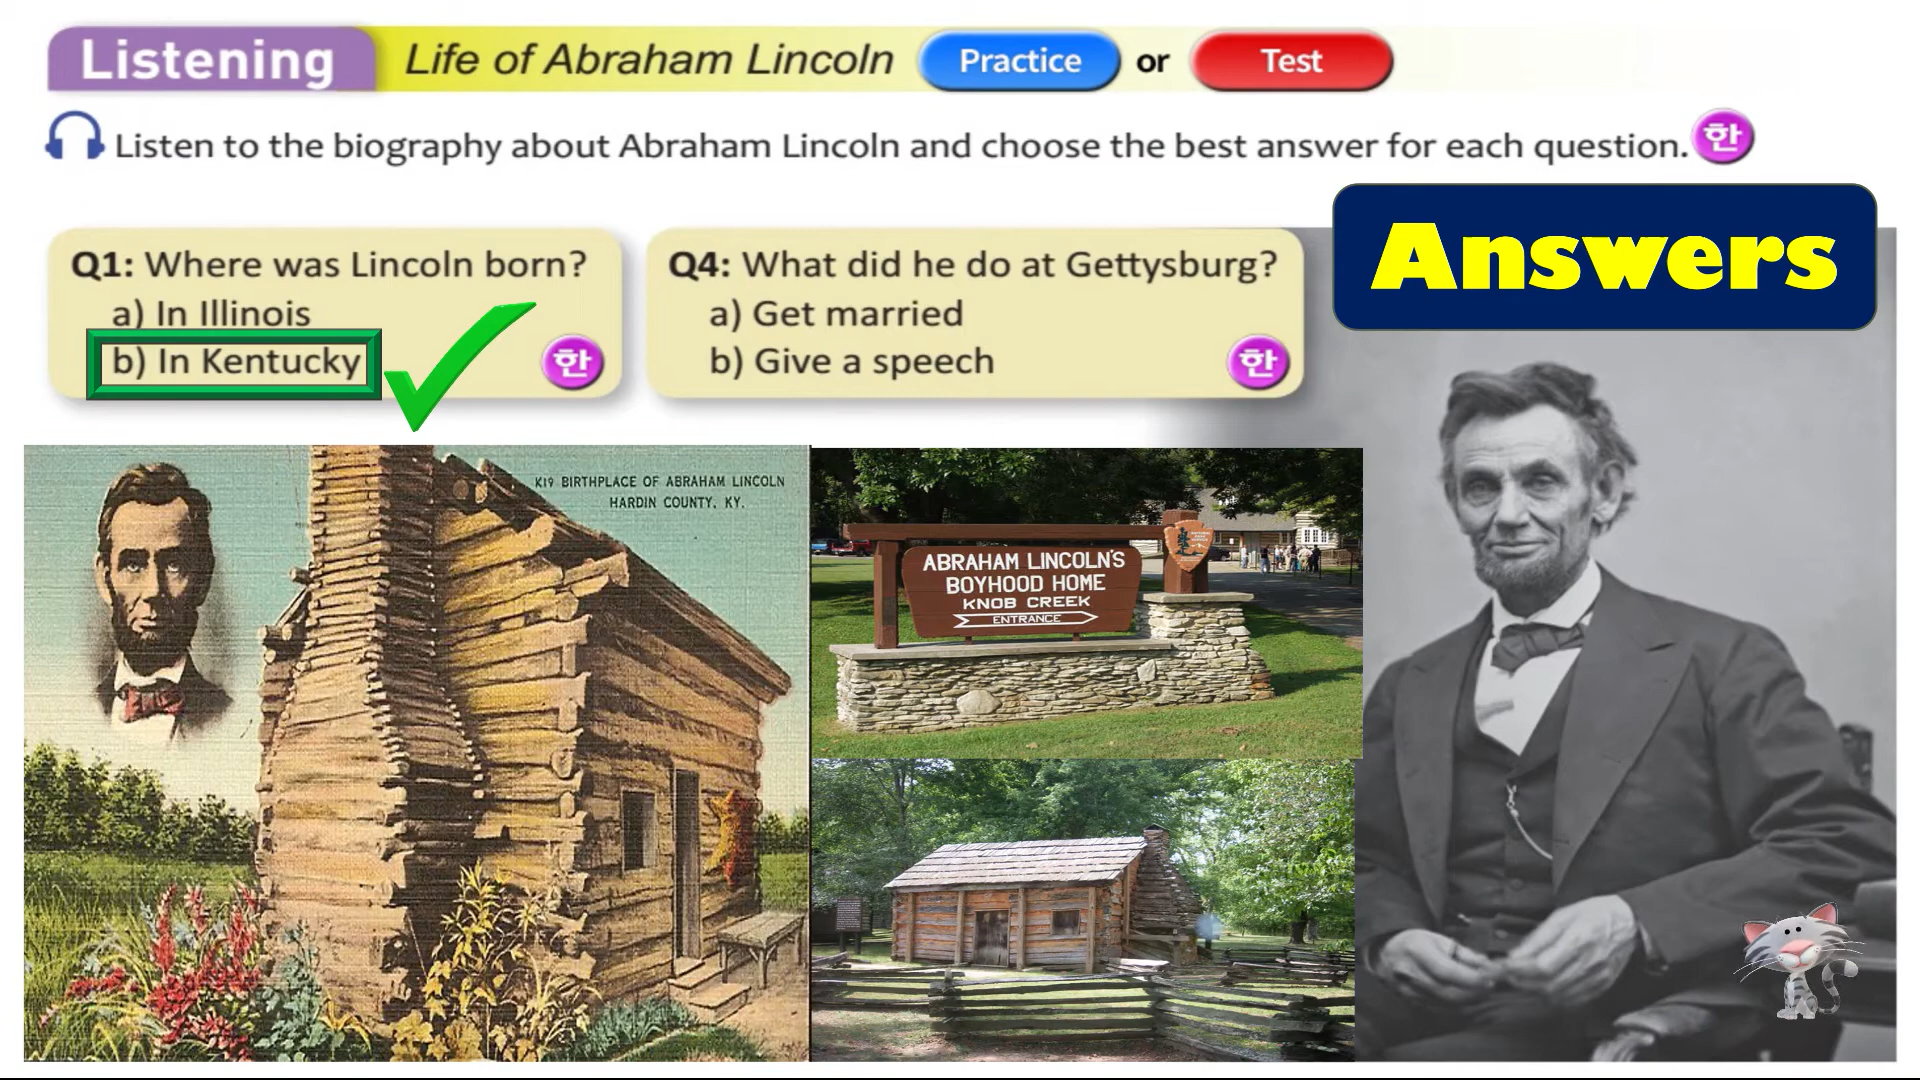 Listening Life of Abraham Lincoln Practice or Test
Listen to the biography about Abraham Lincoln and choose the best answer for each question. 한
Answers
Q1: Where was Lincoln born?
a) In Illinois
b) In Kentucky
한
Q4: What did he do at Gettysburg?
a) Get married
b) Give a speech
한
K19 BIRTHPLACE OF ABRAHAM LINCOLN
HARDIN COUNTY, KY.
ABRAHAM LINCOLN'S
BOYHOOD HOME
KNOB CREEK
ENTRANCE